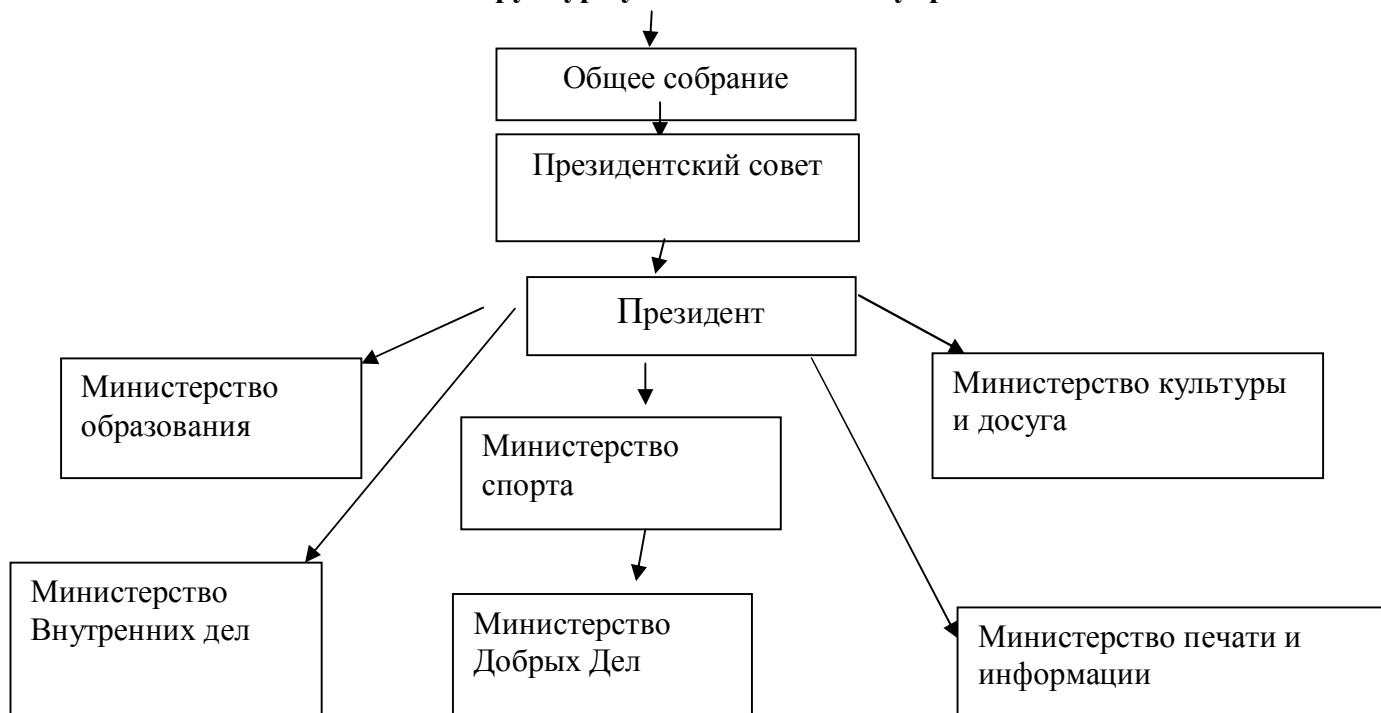 Общее собрание
Президентский совет
Президент
Министерство
образования
Министерство культуры
и досуга
Министерство
спорта
Министерство
Внутренних дел
Министерство
Добрых Дел
Министерство печати и
информации